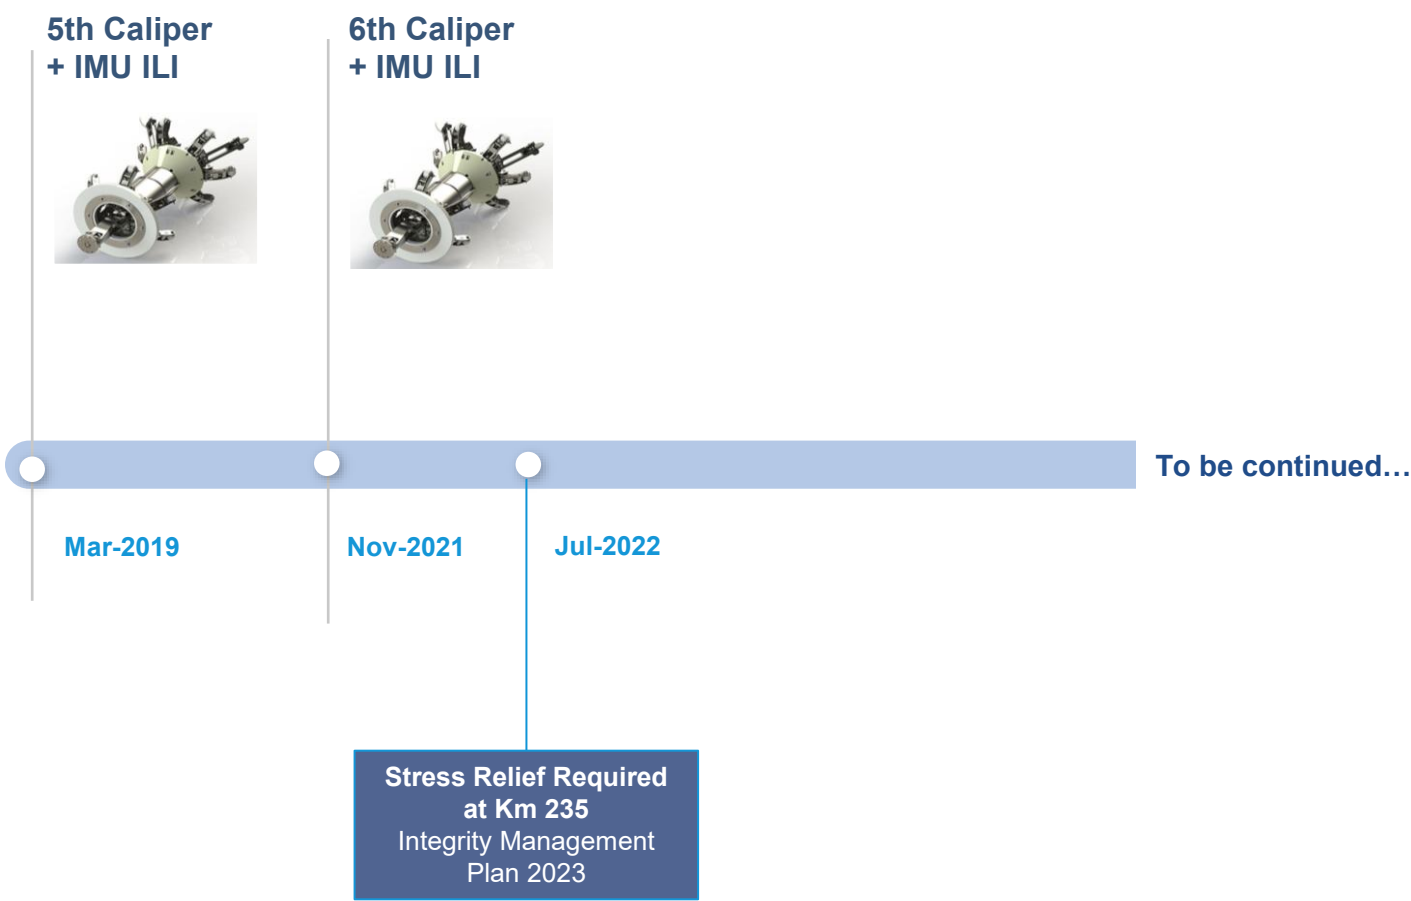 5th Caliper
+ IMU ILI
6th Caliper
+ IMU ILI
To be continued…
Mar-2019
Nov-2021
Jul-2022
Stress Relief Required
at Km 235
Integrity Management
Plan 2023